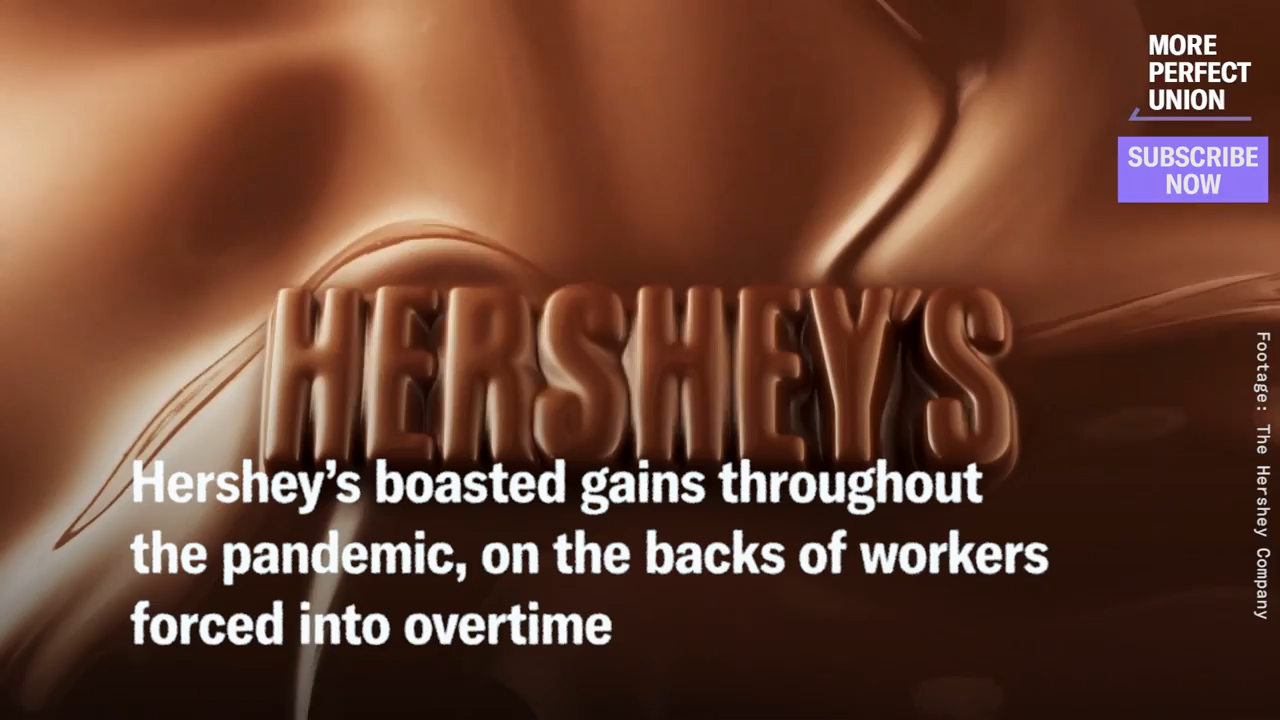 MORE
PERFECT
UNION
SUBSCRIBE
NOW
HERSHEY'S
Hershey’s boasted gains throughout
the pandemic, on the backs of workers
forced into overtime
Footage: The Hershey Company